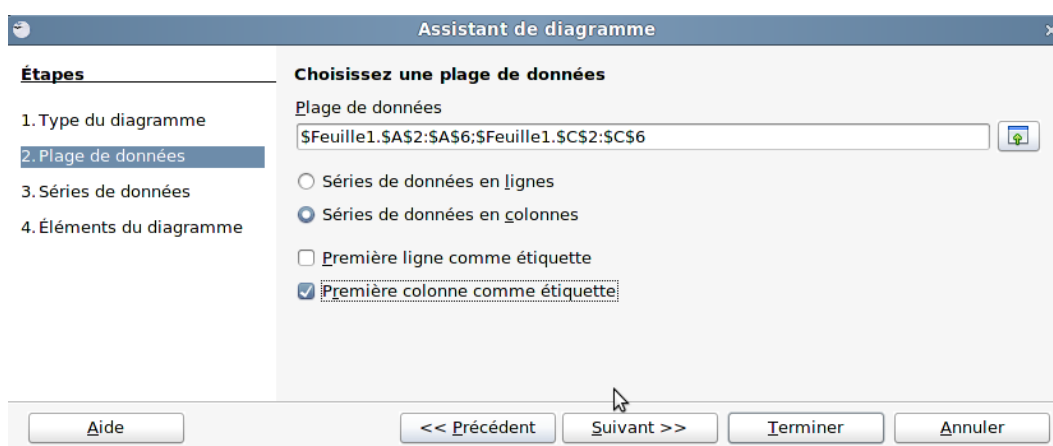 Assistant de diagramme
Étapes
1. Type du diagramme
2. Plage de données
3. Séries de données
4. Éléments du diagramme
Choisissez une plage de données
Plage de données
$Feuille1.$A$2:$A$6;$Feuille1.$C$2:$C$6
Séries de données en lignes
Séries de données en colonnes
Première ligne comme étiquette
Première colonne comme étiquette
Aide
<< Précédent
Suivant >>
Terminer
Annuler